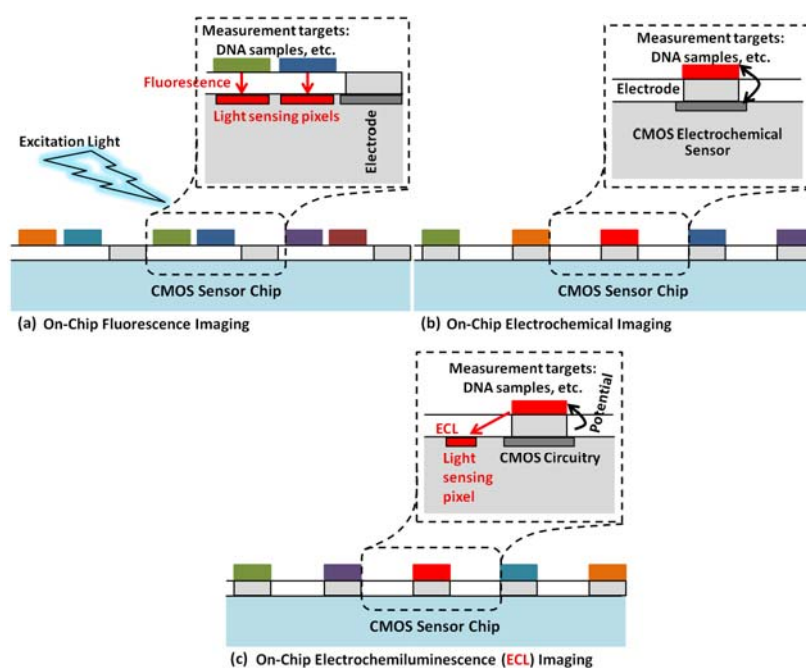 Measurement targets:
DNA samples, etc.
Fluorescence
Light sensing pixels
Electrode
Excitation Light
CMOS Sensor Chip
(a) On-Chip Fluorescence Imaging
Measurement targets:
DNA samples, etc.
Electrode
CMOS Electrochemical
Sensor
CMOS Sensor Chip
(b) On-Chip Electrochemical Imaging
Measurement targets:
DNA samples, etc.
Potential
ECL
Light
sensing
pixel
CMOS Circuitry
CMOS Sensor Chip
(c) On-Chip Electrochemiluminescence (ECL) Imaging